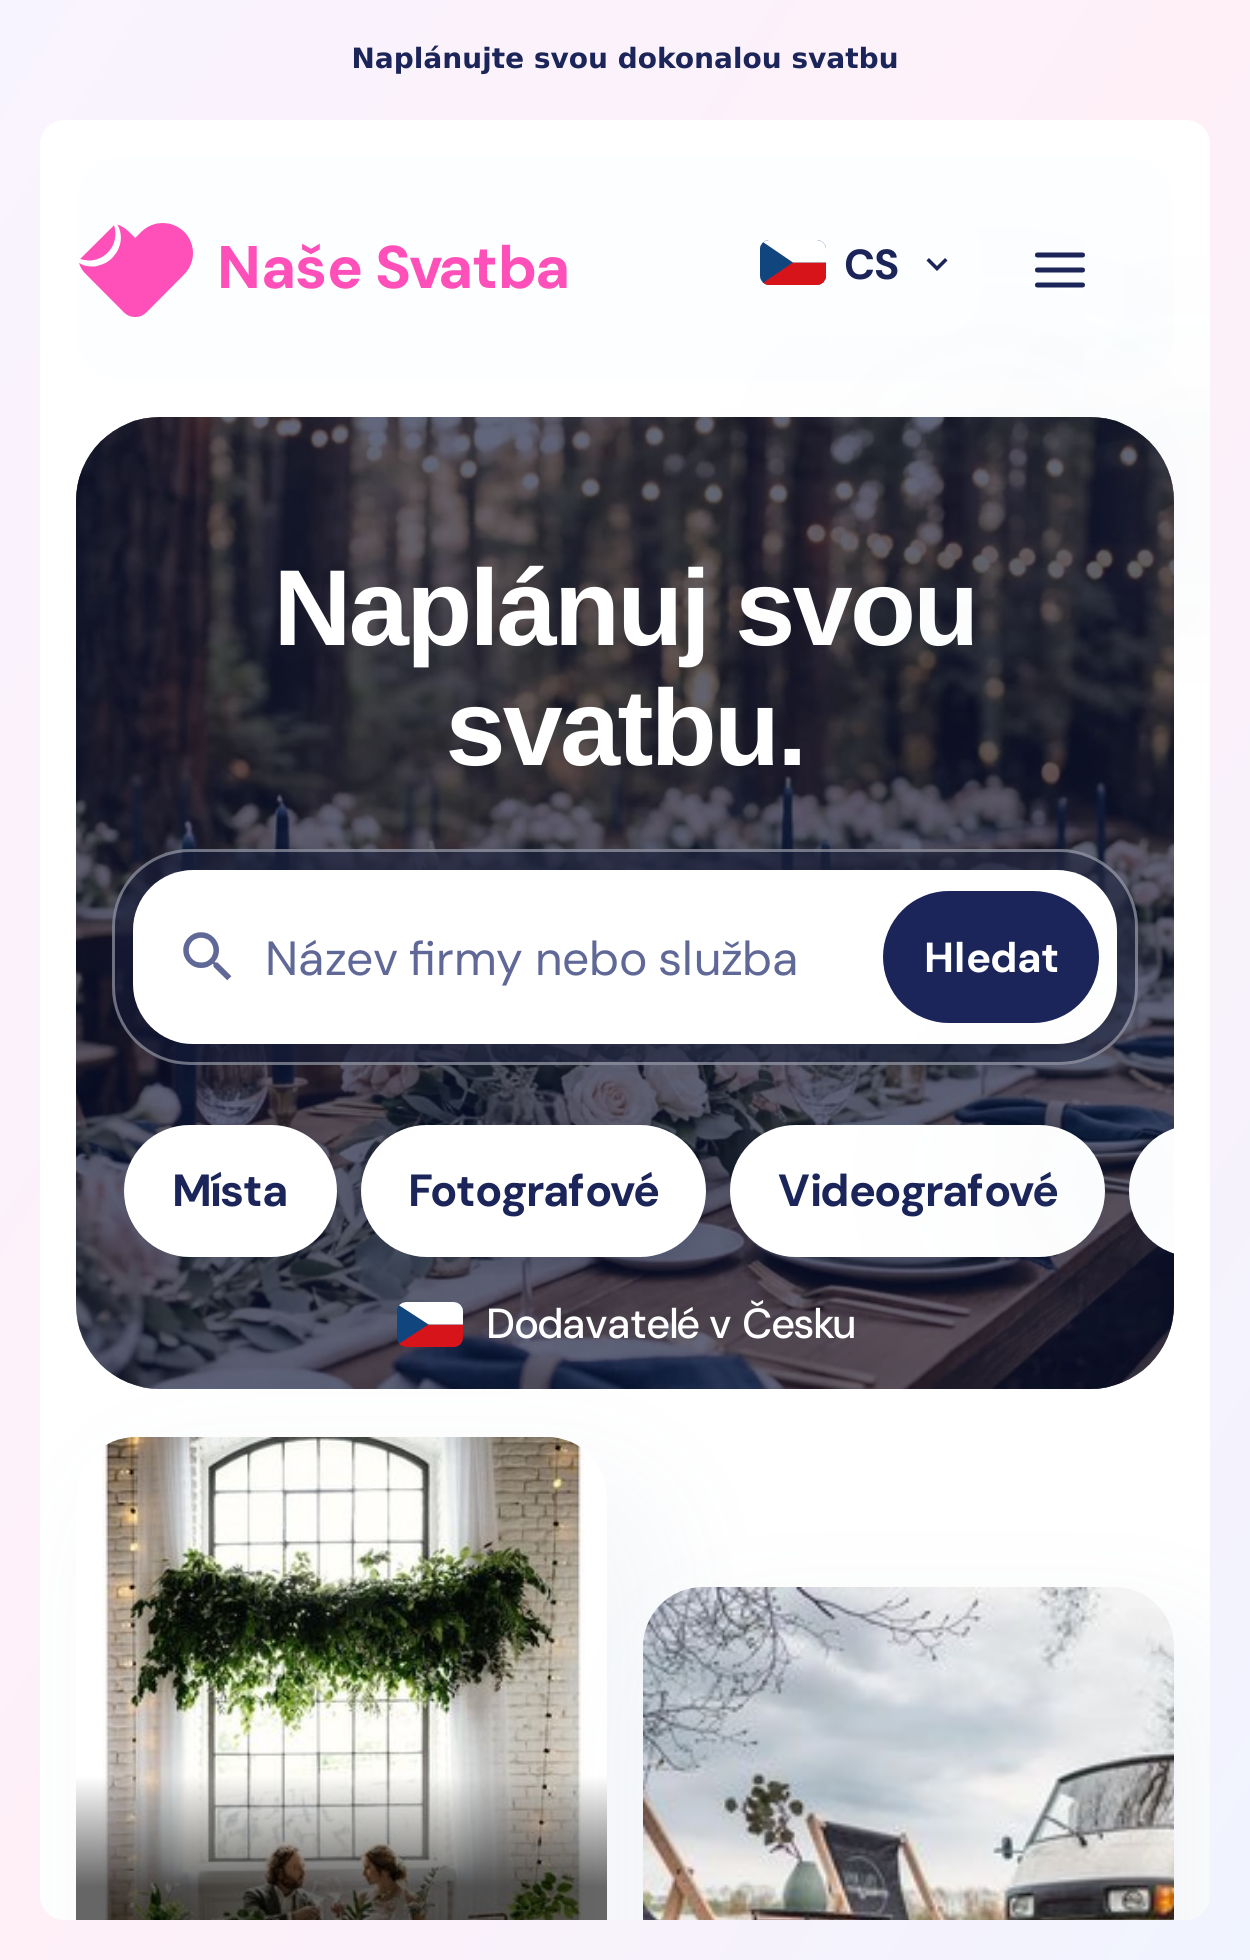 Naplánujte svou dokonalou svatbu
Naše Svatba
CS
Naplánuj svou
svatbu.
Název firmy nebo služba
Hledat
Místa
Fotografové
Videografové
Dodavatelé v Česku